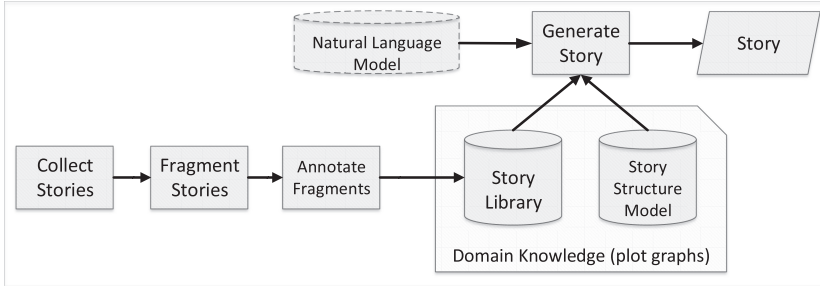 Natural Language
Model
Generate
Story
Story
Collect
Stories
Fragment
Stories
Annotate
Fragments
Story
Library
Story
Structure
Model
Domain Knowledge (plot graphs)